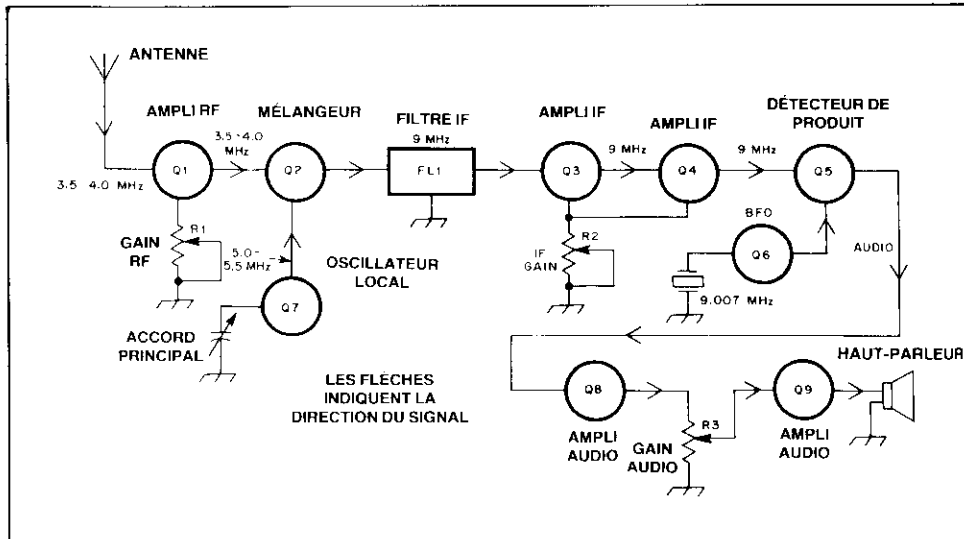 ANTENNE
AMPLI RF
MÉLANGEUR
FILTRE IF
9 MHz
AMPLI IF
AMPLI IF
DÉTECTEUR DE
PRODUIT
3.5-4.0
MHz
9 MHz
9 MHz
Q1
Q2
FL1
Q3
Q4
Q5
3.5-4.0 MHz
R1
GAIN
RF
5.0-
5.5 MHz
OSCILLATEUR
LOCAL
R2
IF
GAIN
BFO
Q6
AUDIO
9.007 MHz
Q7
ACCORD
PRINCIPAL
LES FLÈCHES
INDIQUENT LA
DIRECTION DU SIGNAL
HAUT-PARLEUR
Q8
R3
Q9
AMPLI
AUDIO
GAIN
AUDIO
AMPLI
AUDIO